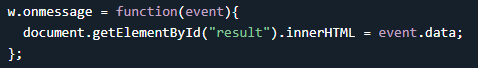 w.onmessage = function(event){
  document.getElementById("result").innerHTML = event.data;
};